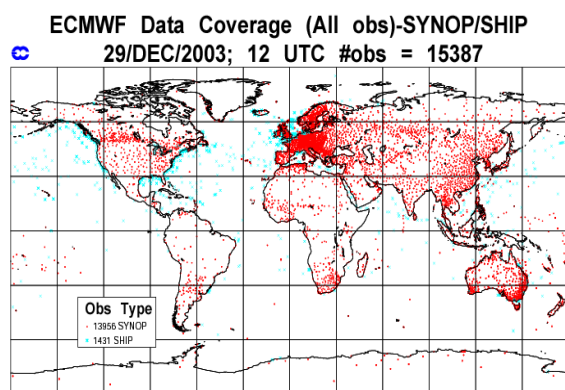 ECMWF Data Coverage (All obs)-SYNOP/SHIP
29/DEC/2003; 12 UTC #obs = 15387
Obs Type
13956 SYNOP
1431 SHIP